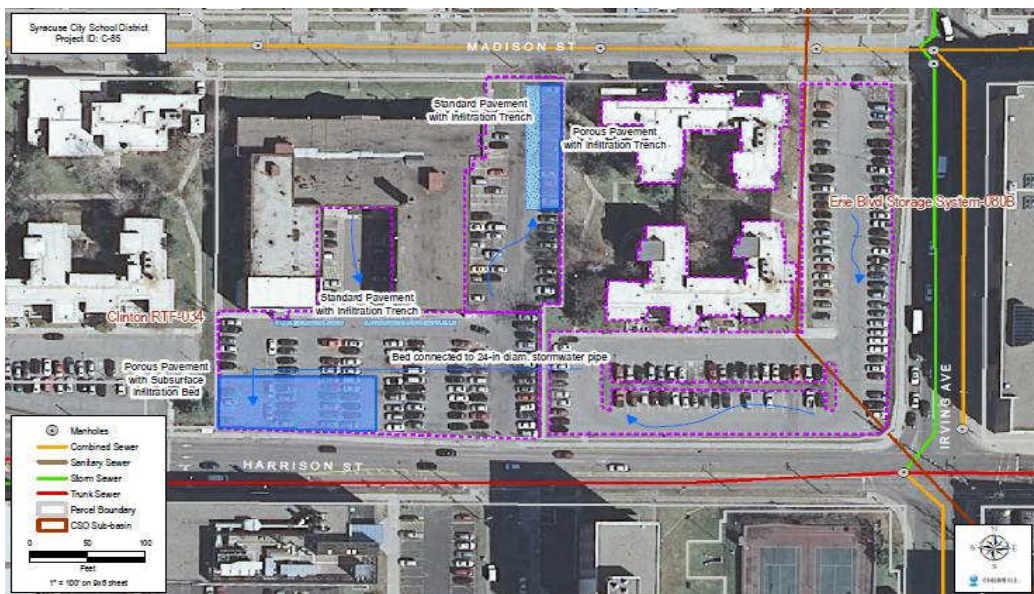 Syracuse City School District
Project ID: C-85
MADISON ST
Standard Pavement
with Infiltration Trench
Porous Pavement
with Infiltration Trench
Erie Blvd Storage System-080B
Standard Pavement
with Infiltration Trench
Clinton RTF-034
Bed connected to 24-in diam. stormwater pipe
Porous Pavement
with Subsurface
Infiltration Bed
IRVING AVE
HARRISON ST
Manholes
Combined Sewer
Sanitary Sewer
Storm Sewer
Trunk Sewer
Parcel Boundary
CSO Sub-basin
0 50 100
Feet
1" = 100' on 9x6 sheet
N
W E
S
CH2MHILL